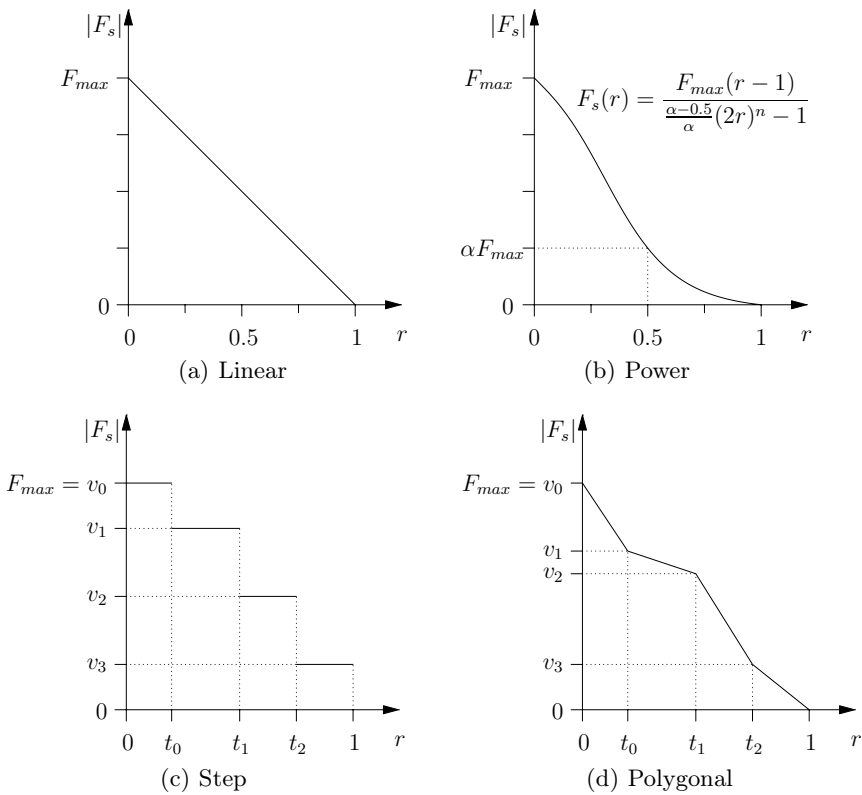 |F_s|
F_max
F_s(r) = F_max(r − 1) / ((α−0.5)/α (2r)^n − 1)
0
0 0.5 1 r
(a) Linear
|F_s|
F_max
αF_max
0
0 0.5 1 r
(b) Power
|F_s|
F_max = v_0
v_1
v_2
v_3
0
0 t_0 t_1 t_2 1 r
(c) Step
|F_s|
F_max = v_0
v_1
v_2
v_3
0
0 t_0 t_1 t_2 1 r
(d) Polygonal